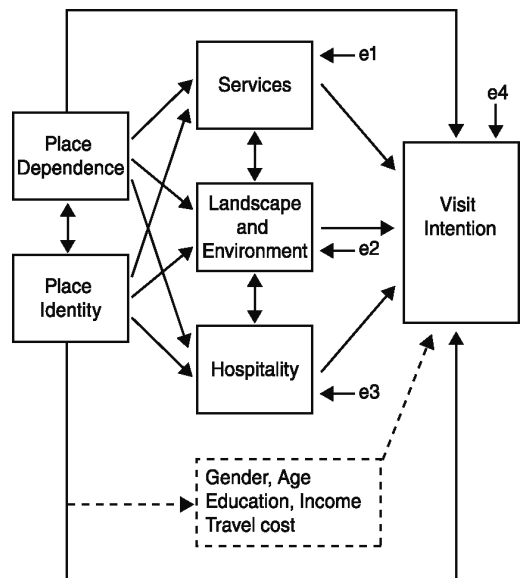 Services
e1
e4
Place
Dependence
Visit
Intention
Landscape
and
Environment
e2
Place
Identity
Hospitality
e3
Gender, Age
Education, Income
Travel cost